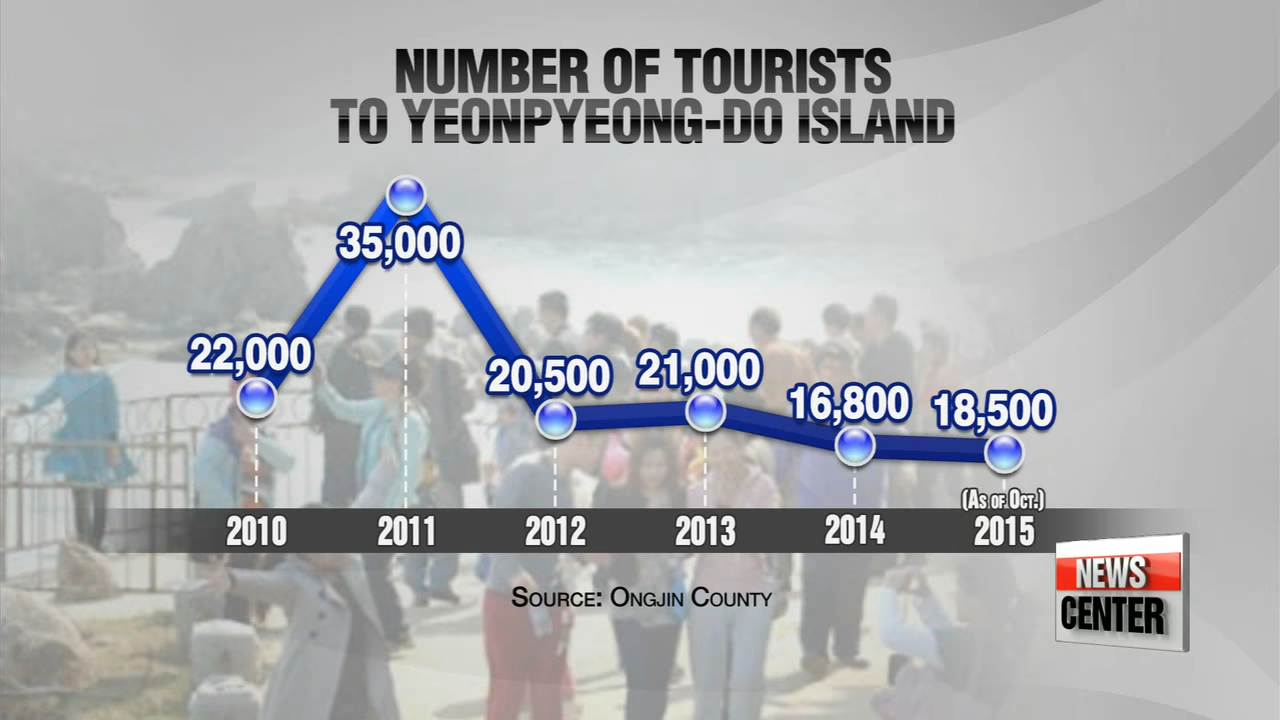 NUMBER OF TOURISTS
TO YEONPYEONG-DO ISLAND
35,000
22,000
20,500
21,000
16,800
18,500
(AS OF OCT.)
2010
2011
2012
2013
2014
2015
SOURCE: ONGJIN COUNTY
NEWS
CENTER